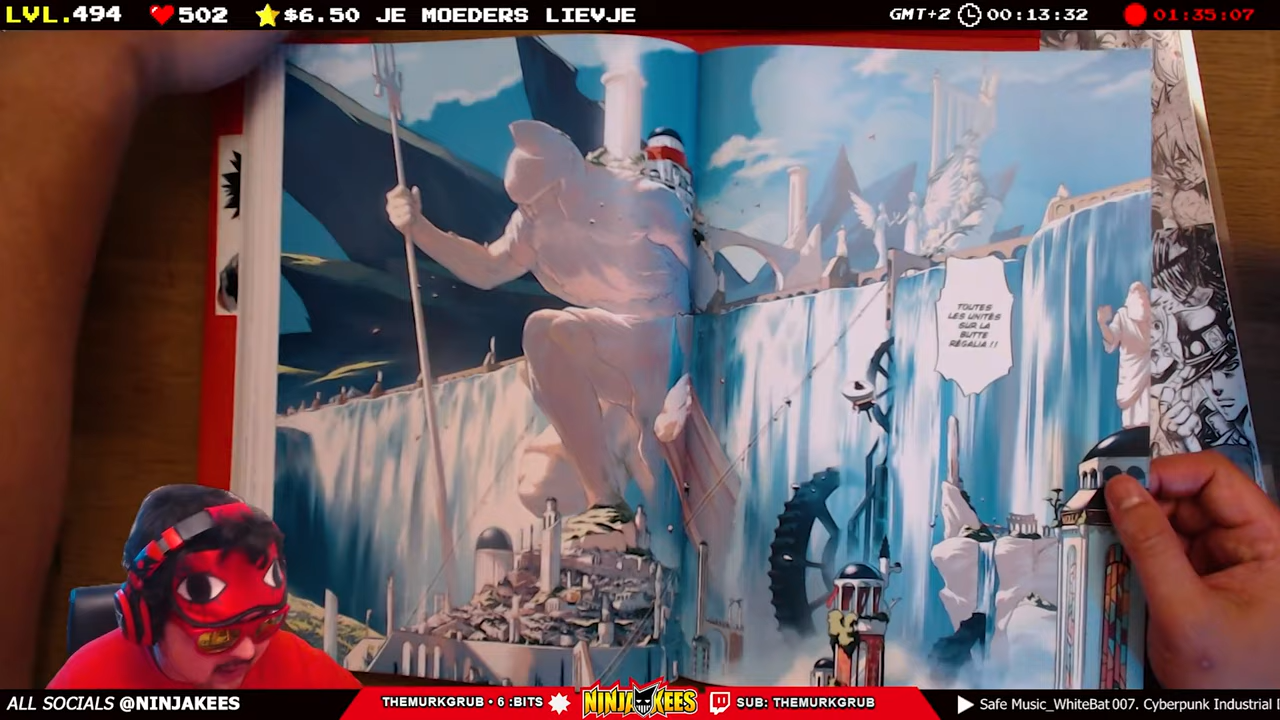 LVL.494 502 $6.50 JE MOEDERS LIEVJE GMT+2 00:13:32 01:35:07
TOUTES
LES UNITÉS
SUR LA
BUTTE
RÉGALIA !!
ALL SOCIALS @NINJAKEES THEMURKGRUB • 6 :BITS NINJAKEES SUB: THEMURKGRUB Safe Music_WhiteBat 007. Cyberpunk Industrial